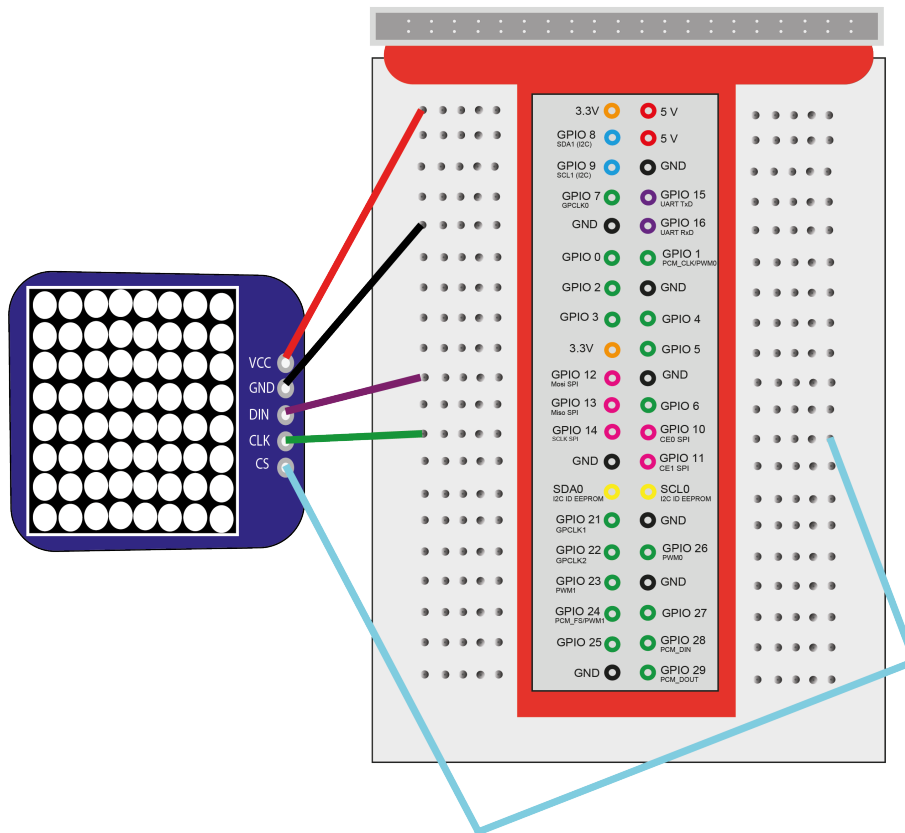 3.3V 5 V
GPIO 8 5 V
SDA1 (I2C)
GPIO 9 GND
SCL1 (I2C)
GPIO 7 GPIO 15
GPCLK0 UART TxD
GND GPIO 16
UART RxD
GPIO 0 GPIO 1
PCM_CLK/PWM0
GPIO 2 GND
GPIO 3 GPIO 4
3.3V GPIO 5
VCC
GPIO 12 GND
Mosi SPI
GND
GPIO 13 GPIO 6
Miso SPI
DIN
GPIO 14 GPIO 10
SCLK SPI CE0 SPI
CLK
GND GPIO 11
CE1 SPI
CS
SDA0 SCL0
I2C ID EEPROM I2C ID EEPROM
GPIO 21 GND
GPCLK1
GPIO 22 GPIO 26
GPCLK2 PWM0
GPIO 23 GND
PWM1
GPIO 24 GPIO 27
PCM_FS/PWM1
GPIO 25 GPIO 28
PCM_DIN
GND GPIO 29
PCM_DOUT